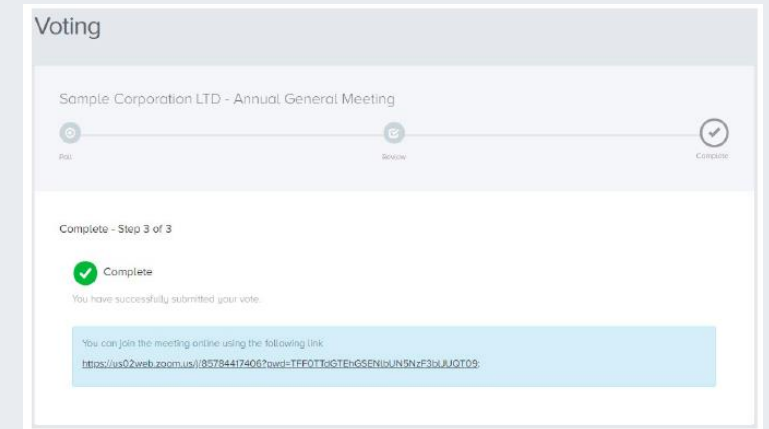 Voting
Sample Corporation LTD - Annual General Meeting
Poll
Review
Complete
Complete - Step 3 of 3
Complete
You have successfully submitted your vote.
You can join the meeting online using the following link